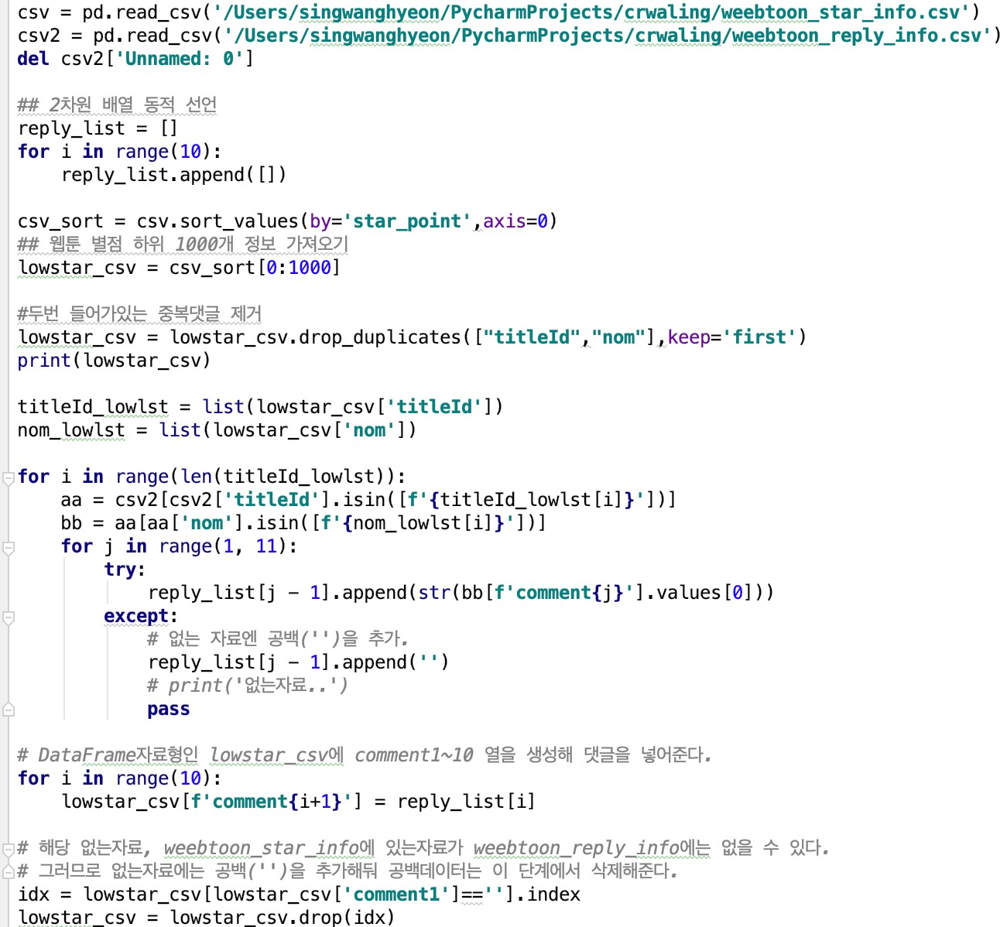 csv = pd.read_csv('/Users/singwanghyeon/PycharmProjects/crwaling/weebtoon_star_info.csv')
csv2 = pd.read_csv('/Users/singwanghyeon/PycharmProjects/crwaling/weebtoon_reply_info.csv')
del csv2['Unnamed: 0']

## 2차원 배열 동적 선언
reply_list = []
for i in range(10):
    reply_list.append([])

csv_sort = csv.sort_values(by='star_point',axis=0)
## 웹툰 별점 하위 1000개 정보 가져오기
lowstar_csv = csv_sort[0:1000]

#두번 들어가있는 중복댓글 제거
lowstar_csv = lowstar_csv.drop_duplicates(["titleId","nom"],keep='first')
print(lowstar_csv)

titleId_lowlst = list(lowstar_csv['titleId'])
nom_lowlst = list(lowstar_csv['nom'])

for i in range(len(titleId_lowlst)):
    aa = csv2[csv2['titleId'].isin([f'{titleId_lowlst[i]}'])]
    bb = aa[aa['nom'].isin([f'{nom_lowlst[i]}'])]
    for j in range(1, 11):
        try:
            reply_list[j - 1].append(str(bb[f'comment{j}'].values[0]))
        except:
            # 없는 자료엔 공백('')을 추가.
            reply_list[j - 1].append('')
            # print('없는자료..')
            pass

# DataFrame자료형인 lowstar_csv에 comment1~10 열을 생성해 댓글을 넣어준다.
for i in range(10):
    lowstar_csv[f'comment{i+1}'] = reply_list[i]

# 해당 없는자료, weebtoon_star_info에 있는자료가 weebtoon_reply_info에는 없을 수 있다.
# 그러므로 없는자료에는 공백('')을 추가해둬 공백데이터는 이 단계에서 삭제해준다.
idx = lowstar_csv[lowstar_csv['comment1']==''].index
lowstar_csv = lowstar_csv.drop(idx)